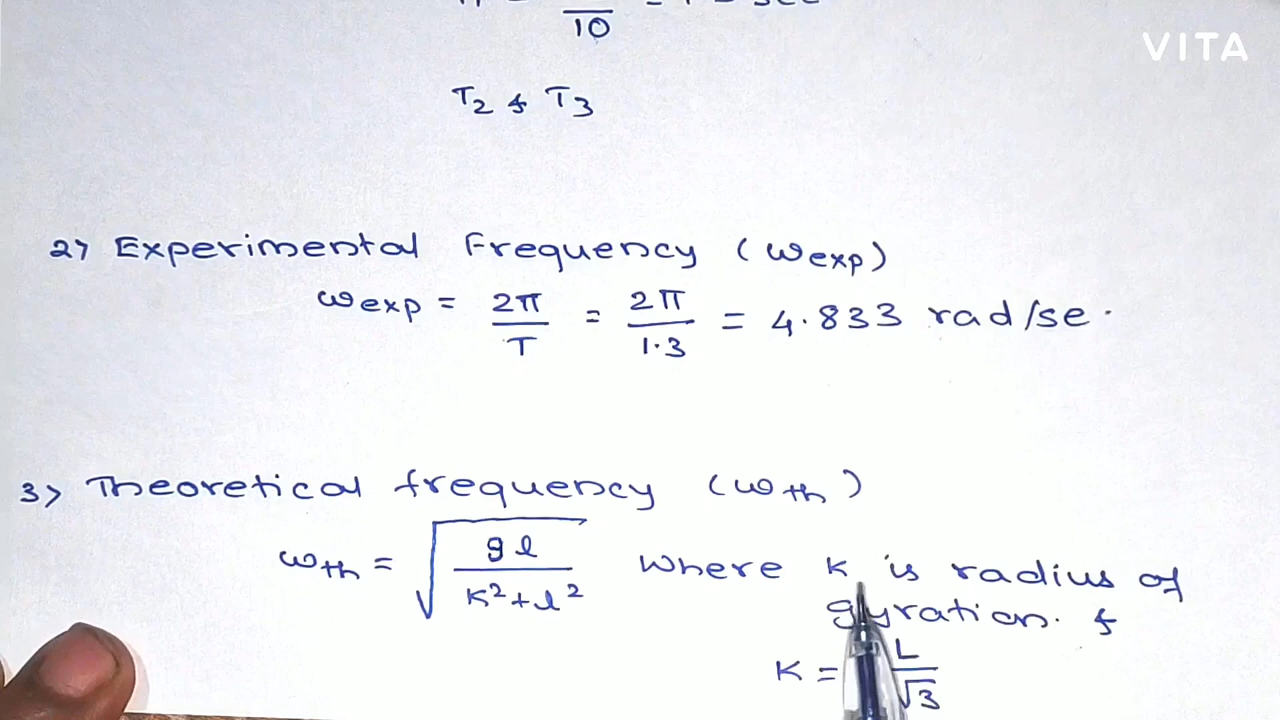 10
VITA
T2 & T3
2) Experimental Frequency (ωexp)
ωexp = 2π/T = 2π/1.3 = 4.833 rad/se.
3) Theoretical frequency (ωth)
ωth = √(gl/(K²+l²)) where K is radius of
gyration. &
K = L/√3